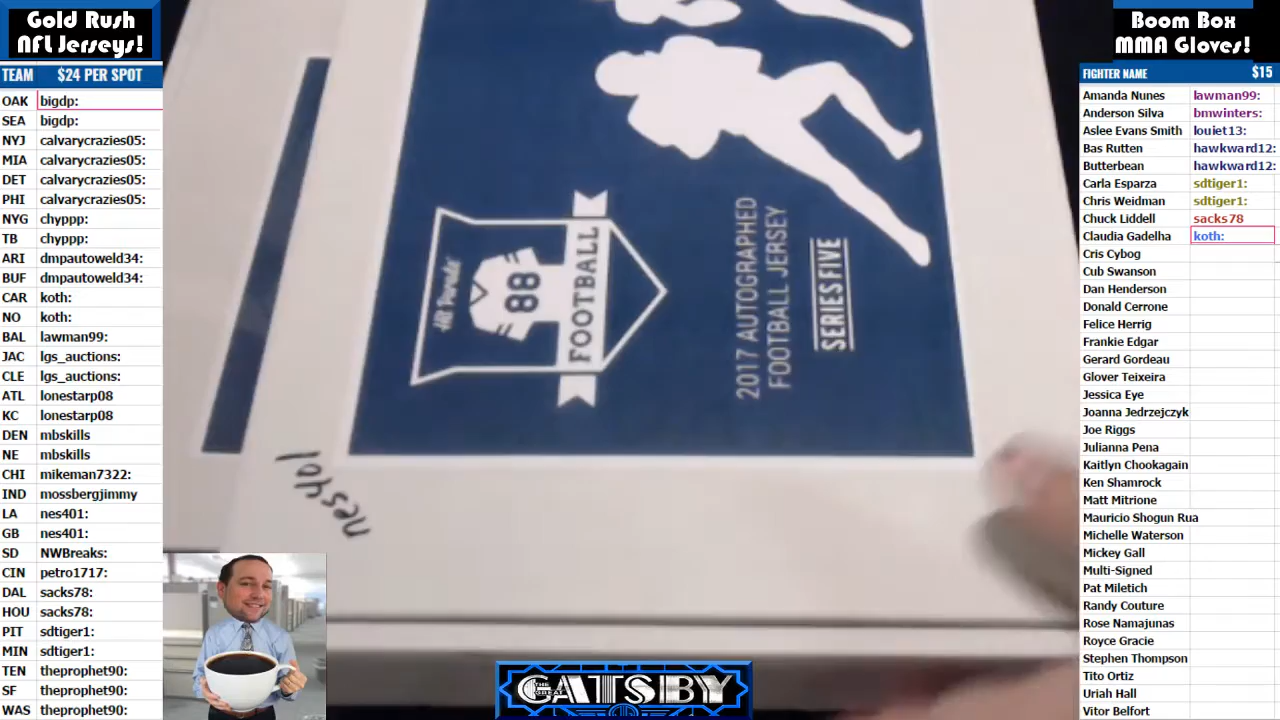 Gold Rush
NFL Jerseys!
TEAM $24 PER SPOT
OAK bigdp:
SEA bigdp:
NYJ calvarycrazies05:
MIA calvarycrazies05:
DET calvarycrazies05:
PHI calvarycrazies05:
NYG chyppp:
TB chyppp:
ARI dmpautoweld34:
BUF dmpautoweld34:
CAR koth:
NO koth:
BAL lawman99:
JAC lgs_auctions:
CLE lgs_auctions:
ATL lonestarp08
KC lonestarp08
DEN mbskills
NE mbskills
CHI mikeman7322:
IND mossbergjimmy
LA nes401:
GB nes401:
SD NWBreaks:
CIN petro1717:
DAL sacks78:
HOU sacks78:
PIT sdtiger1:
MIN sdtiger1:
TEN theprophet90:
SF theprophet90:
WAS theprophet90:
Hit Parade
88
FOOTBALL
2017 AUTOGRAPHED
FOOTBALL JERSEY
SERIES FIVE
nes401
THE GREAT
GATSBY
Boom Box
MMA Gloves!
FIGHTER NAME $15
Amanda Nunes lawman99:
Anderson Silva bmwinters:
Aslee Evans Smith louiet13:
Bas Rutten hawkward12:
Butterbean hawkward12:
Carla Esparza sdtiger1:
Chris Weidman sdtiger1:
Chuck Liddell sacks78
Claudia Gadelha koth:
Cris Cybog
Cub Swanson
Dan Henderson
Donald Cerrone
Felice Herrig
Frankie Edgar
Gerard Gordeau
Glover Teixeira
Jessica Eye
Joanna Jedrzejczyk
Joe Riggs
Julianna Pena
Kaitlyn Chookagain
Ken Shamrock
Matt Mitrione
Mauricio Shogun Rua
Michelle Waterson
Mickey Gall
Multi-Signed
Pat Miletich
Randy Couture
Rose Namajunas
Royce Gracie
Stephen Thompson
Tito Ortiz
Uriah Hall
Vitor Belfort